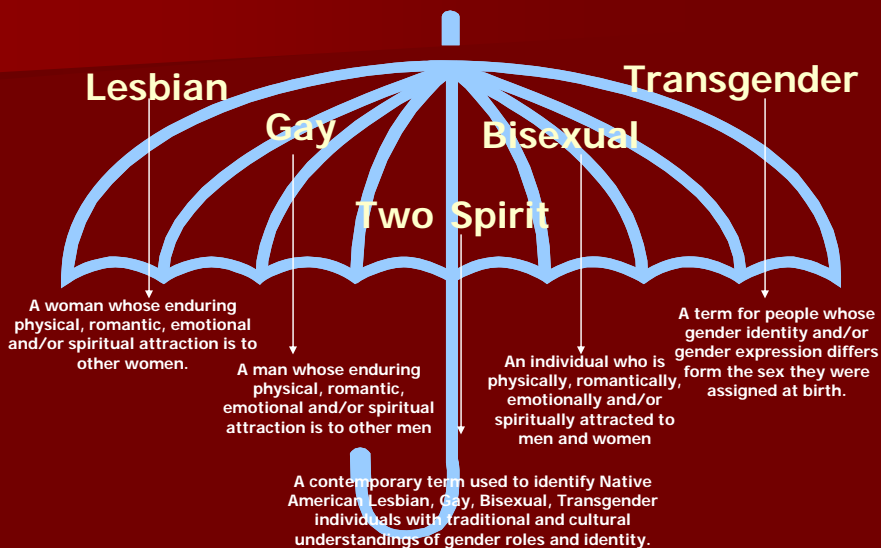 Lesbian
A woman whose enduring
physical, romantic, emotional
and/or spiritual attraction is to
other women.
Gay
A man whose enduring
physical, romantic,
emotional and/or spiritual
attraction is to other men
Two Spirit
A contemporary term used to identify Native
American Lesbian, Gay, Bisexual, Transgender
individuals with traditional and cultural
understandings of gender roles and identity.
Bisexual
An individual who is
physically, romantically,
emotionally and/or
spiritually attracted to
men and women
Transgender
A term for people whose
gender identity and/or
gender expression differs
form the sex they were
assigned at birth.